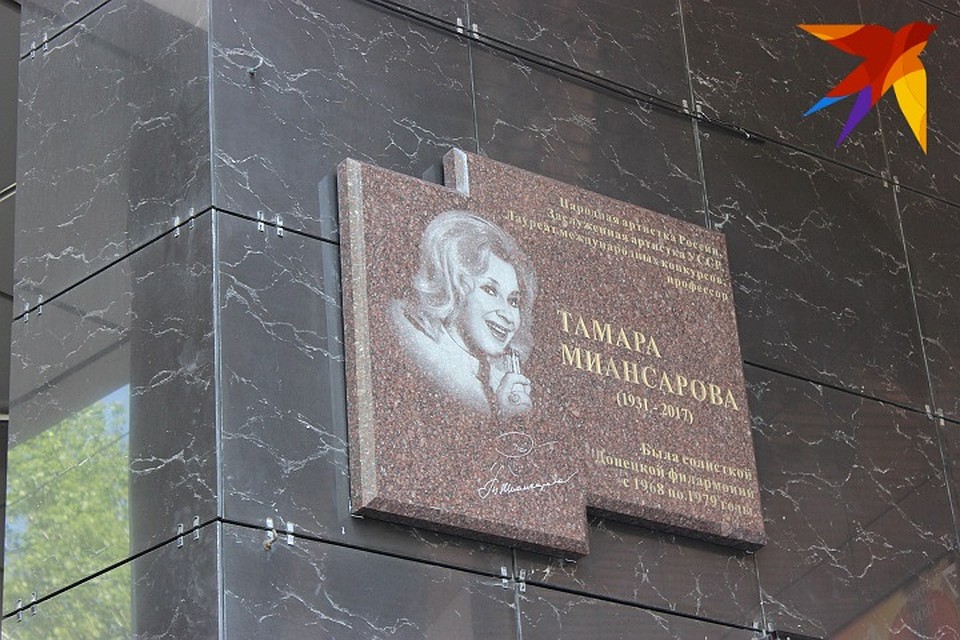 Народная артистка России,
Заслуженная артистка УССР,
Лауреат международных конкурсов,
профессор
ТАМАРА
МИАНСАРОВА
(1931 - 2017)
Была солисткой
Донецкой филармонии
с 1968 по 1979 годы
Т. Миансарова